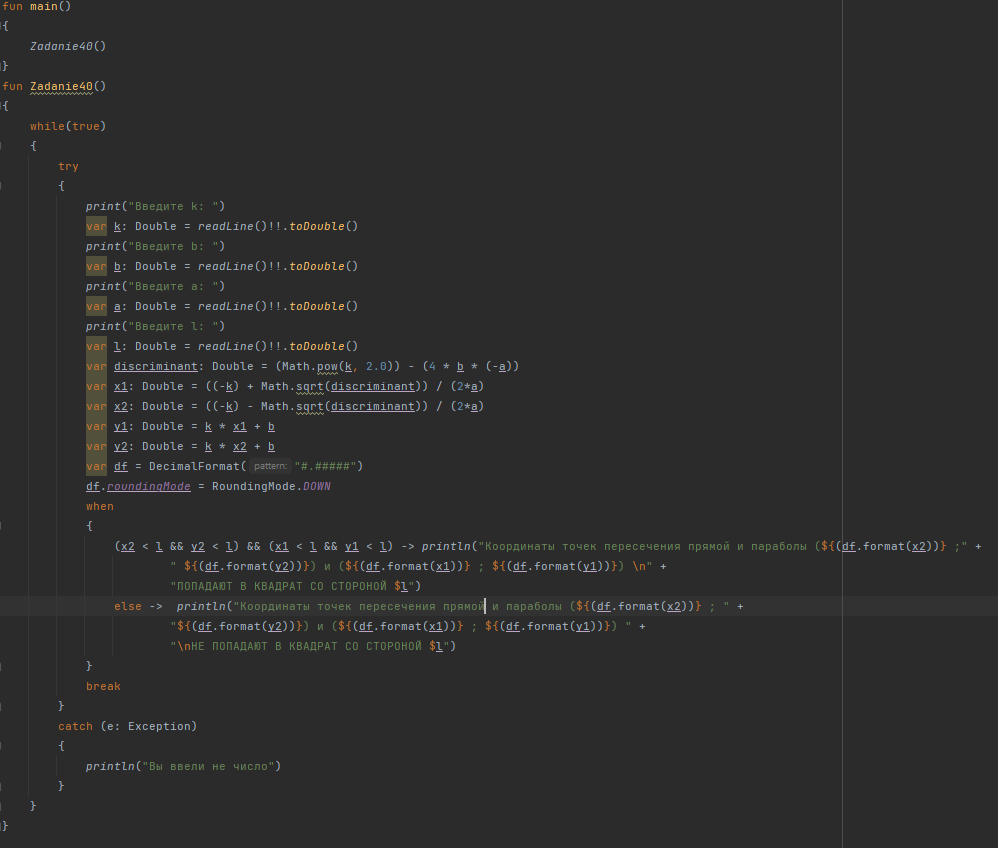 fun main()
{
    Zadanie40()
}
fun Zadanie40()
{
    while(true)
    {
        try
        {
            print("Введите k: ")
            var k: Double = readLine()!!.toDouble()
            print("Введите b: ")
            var b: Double = readLine()!!.toDouble()
            print("Введите a: ")
            var a: Double = readLine()!!.toDouble()
            print("Введите l: ")
            var l: Double = readLine()!!.toDouble()
            var discriminant: Double = (Math.pow(k, 2.0)) - (4 * b * (-a))
            var x1: Double = ((-k) + Math.sqrt(discriminant)) / (2*a)
            var x2: Double = ((-k) - Math.sqrt(discriminant)) / (2*a)
            var y1: Double = k * x1 + b
            var y2: Double = k * x2 + b
            var df = DecimalFormat( pattern: "#.#####")
            df.roundingMode = RoundingMode.DOWN
            when
            {
                (x2 < l && y2 < l) && (x1 < l && y1 < l) -> println("Координаты точек пересечения прямой и параболы (${(df.format(x2))} ;" +
                        " ${(df.format(y2))}) и (${(df.format(x1))} ; ${(df.format(y1))}) \n" +
                        "ПОПАДАЮТ В КВАДРАТ СО СТОРОНОЙ $l")
                else ->  println("Координаты точек пересечения прямой и параболы (${(df.format(x2))} ; " +
                        "${(df.format(y2))}) и (${(df.format(x1))} ; ${(df.format(y1))}) " +
                        "\nНЕ ПОПАДАЮТ В КВАДРАТ СО СТОРОНОЙ $l")
            }
            break
        }
        catch (e: Exception)
        {
            println("Вы ввели не число")
        }
    }
}